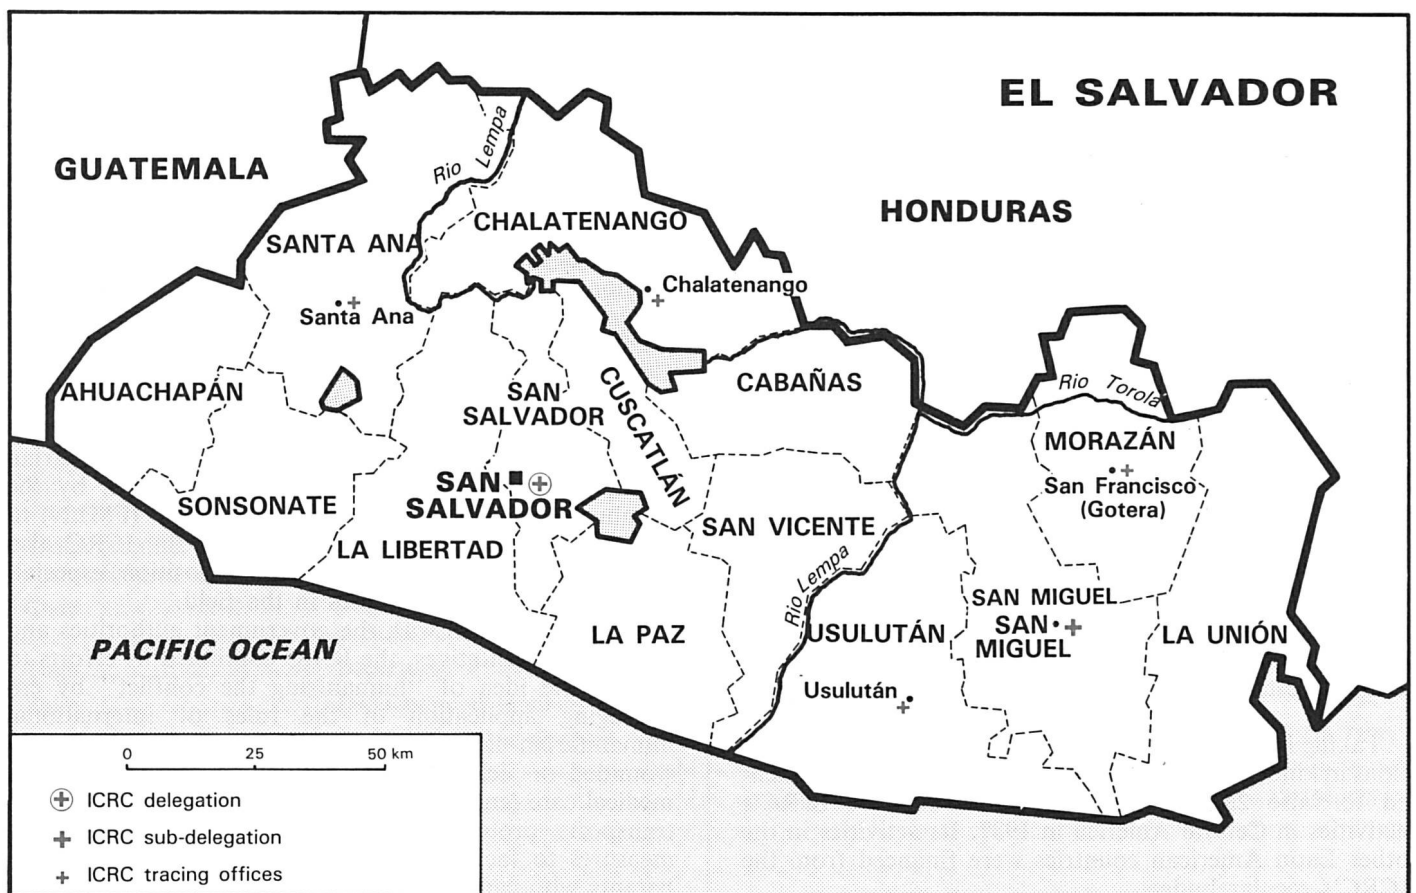 EL SALVADOR
GUATEMALA
HONDURAS
Rio Lempa
CHALATENANGO
SANTA ANA
Chalatenango
Santa Ana
AHUACHAPÁN
SAN
SALVADOR
CUSCATLÁN
CABAÑAS
Rio Torola
MORAZÁN
San Francisco
(Gotera)
SAN
SALVADOR
SONSONATE
LA LIBERTAD
SAN VICENTE
Rio Lempa
SAN MIGUEL
SAN
MIGUEL
LA PAZ
USULUTÁN
LA UNIÓN
PACIFIC OCEAN
Usulután
0 25 50 km
ICRC delegation
ICRC sub-delegation
ICRC tracing offices